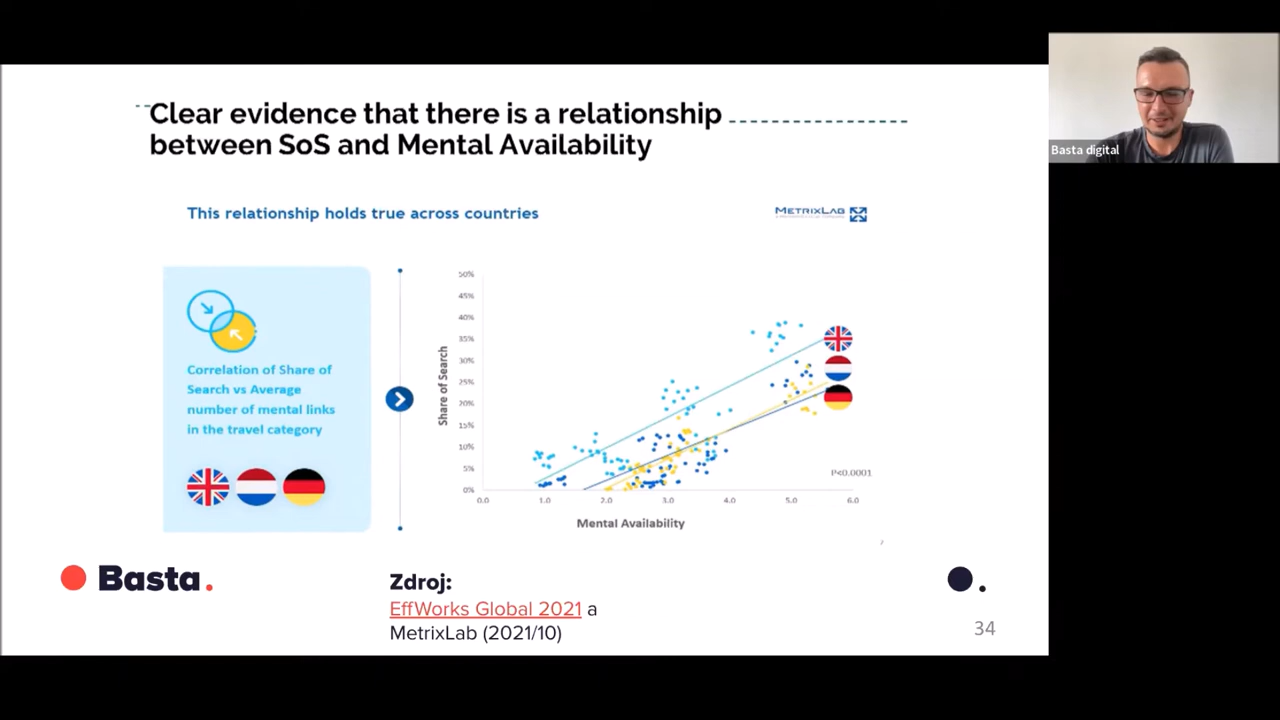 Clear evidence that there is a relationship
between SoS and Mental Availability
Basta digital
This relationship holds true across countries
METRIXLAB
Correlation of Share of
Search vs Average
number of mental links
in the travel category
Share of Search
50%
45%
40%
35%
30%
25%
20%
15%
10%
5%
0%
0.0 1.0 2.0 3.0 4.0 5.0 6.0
P<0.0001
Mental Availability
Basta.
Zdroj:
EffWorks Global 2021 a
MetrixLab (2021/10)
34